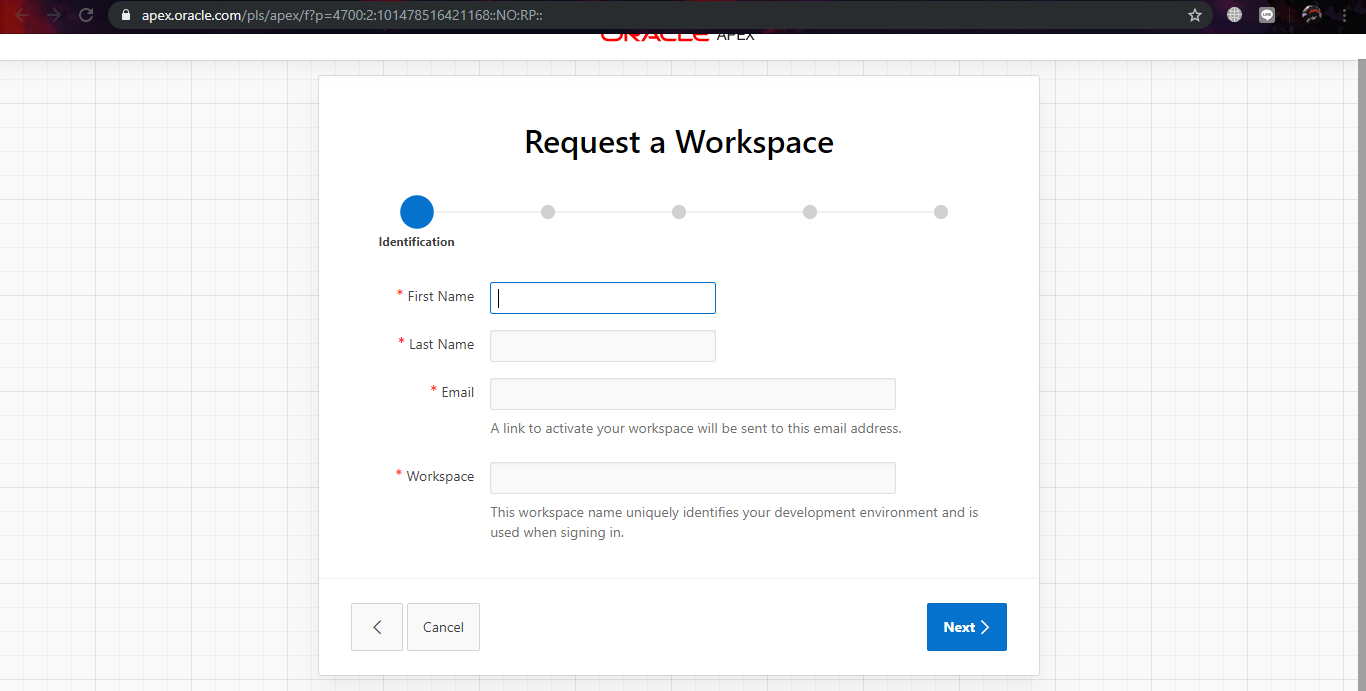 apex.oracle.com/pls/apex/f?p=4700:2:101478516421168::NO:RP::
ORACLE APEX
Request a Workspace
Identification
* First Name
* Last Name
* Email
A link to activate your workspace will be sent to this email address.
* Workspace
This workspace name uniquely identifies your development environment and is
used when signing in.
Cancel
Next